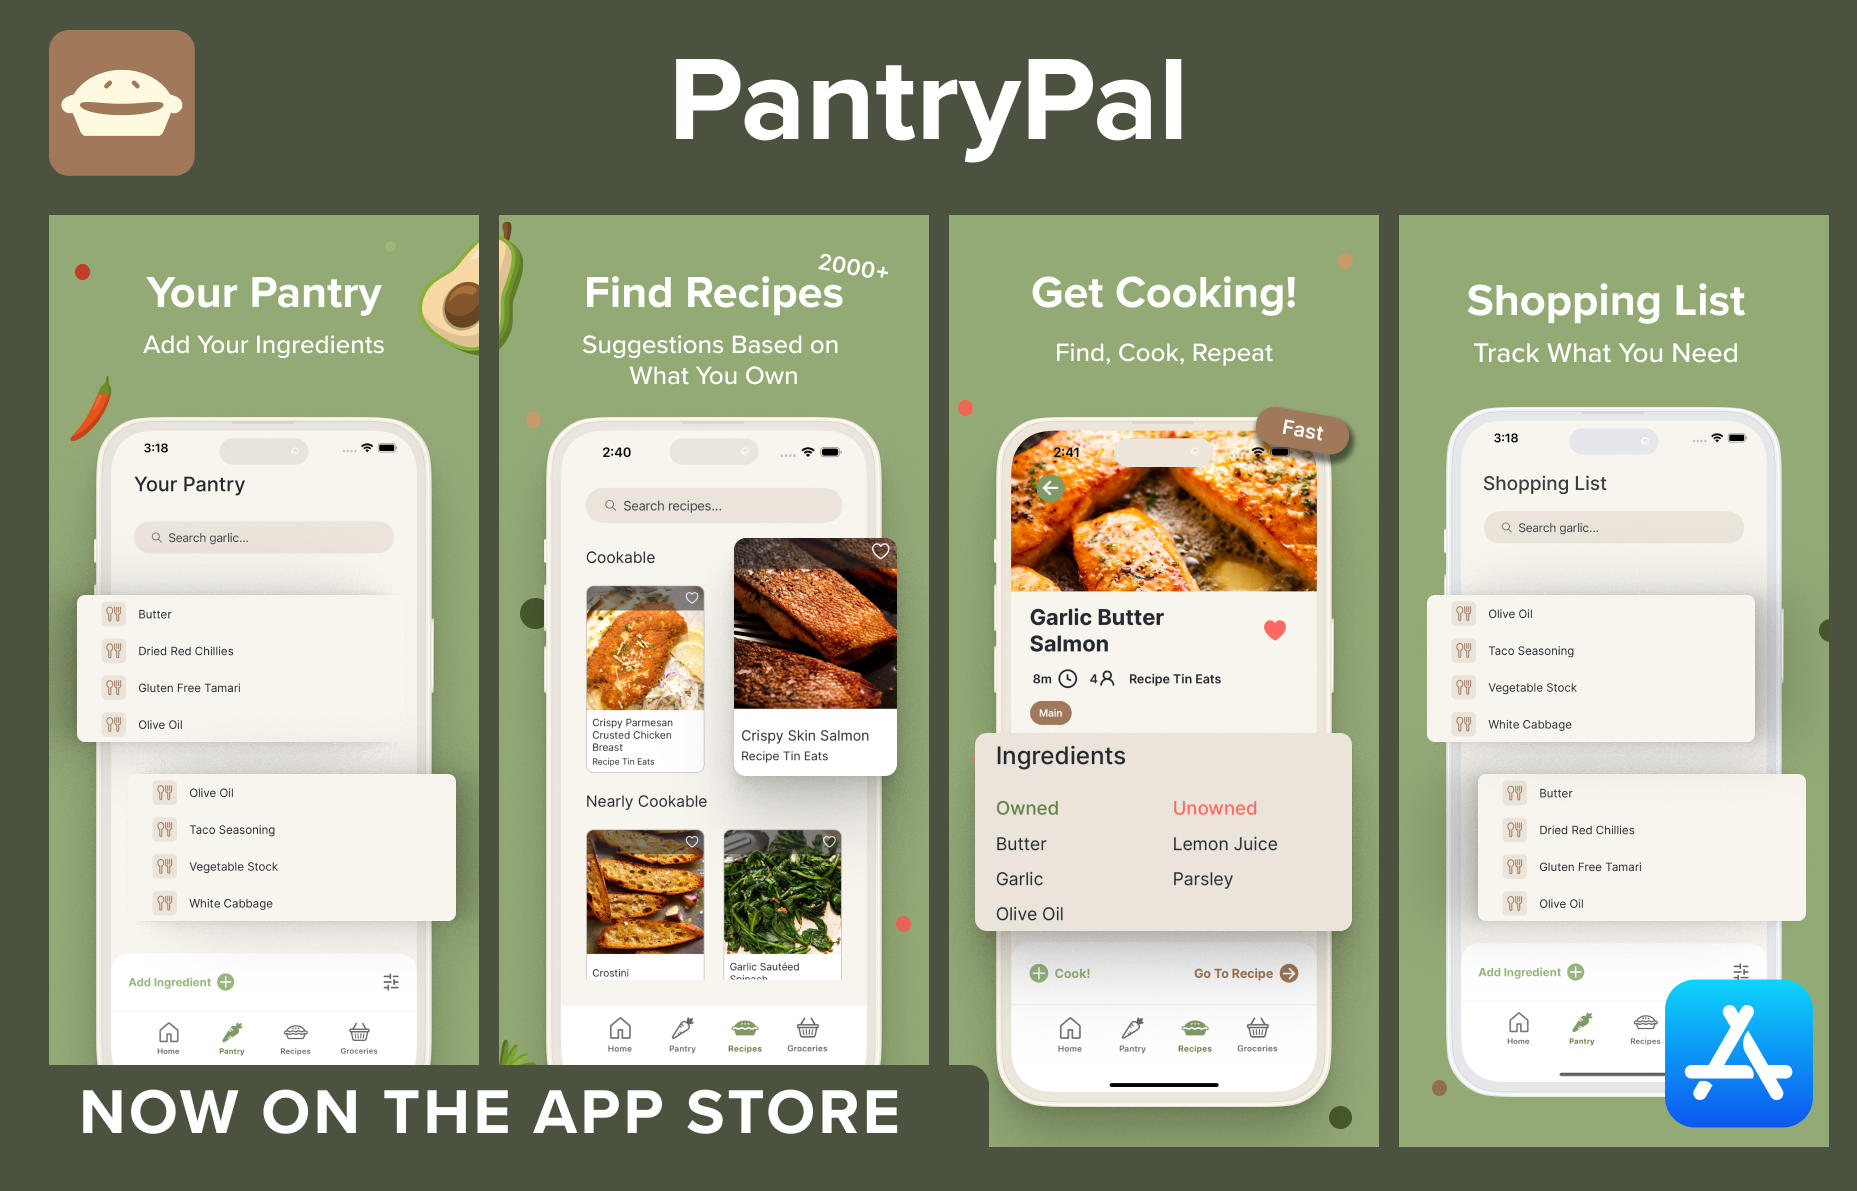 PantryPal
Your Pantry
Add Your Ingredients
3:18
Your Pantry
Search garlic...
Butter
Dried Red Chillies
Gluten Free Tamari
Olive Oil
Olive Oil
Taco Seasoning
Vegetable Stock
White Cabbage
Add Ingredient
Home
Pantry
Recipes
Groceries
2000+
Find Recipes
Suggestions Based on
What You Own
2:40
Search recipes...
Cookable
Crispy Parmesan
Crusted Chicken
Breast
Recipe Tin Eats
Crispy Skin Salmon
Recipe Tin Eats
Nearly Cookable
Crostini
Garlic Sautéed
Spinach
Home
Pantry
Recipes
Groceries
Get Cooking!
Find, Cook, Repeat
Fast
2:41
Garlic Butter
Salmon
8m 4 Recipe Tin Eats
Main
Ingredients
Owned Unowned
Butter Lemon Juice
Garlic Parsley
Olive Oil
Cook! Go To Recipe
Home
Pantry
Recipes
Groceries
Shopping List
Track What You Need
3:18
Shopping List
Search garlic...
Olive Oil
Taco Seasoning
Vegetable Stock
White Cabbage
Butter
Dried Red Chillies
Gluten Free Tamari
Olive Oil
Add Ingredient
Home
Pantry
Recipes
NOW ON THE APP STORE